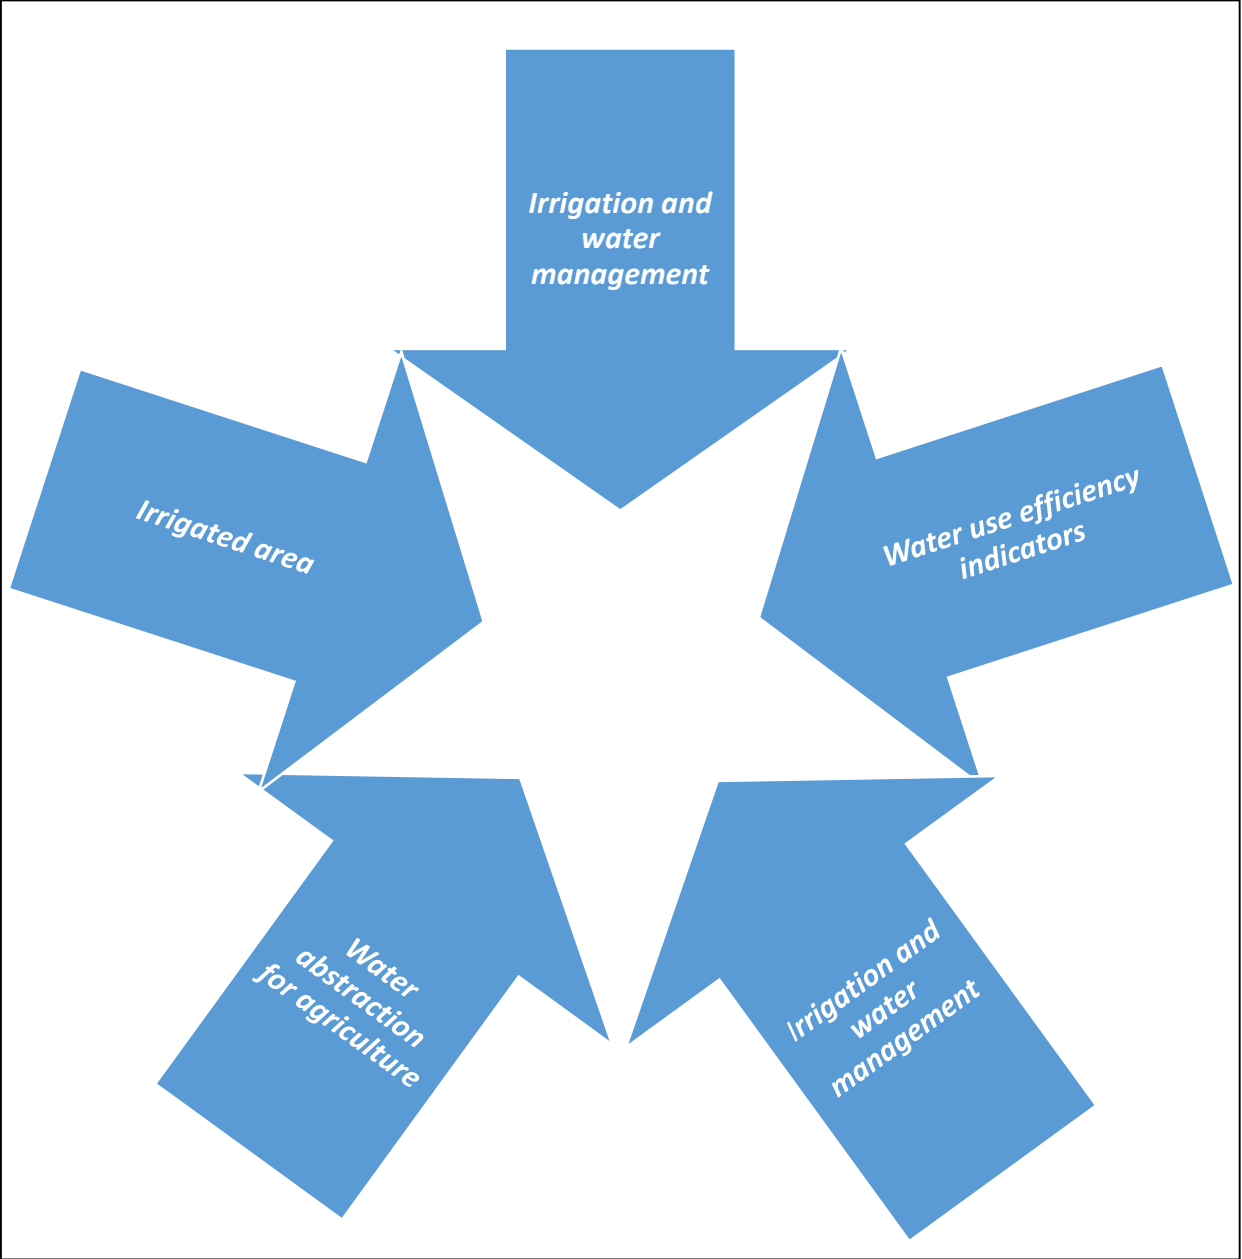 Irrigation and
water
management
Irrigated area
Water use efficiency
indicators
Water
abstraction
for agriculture
Irrigation and
water
management